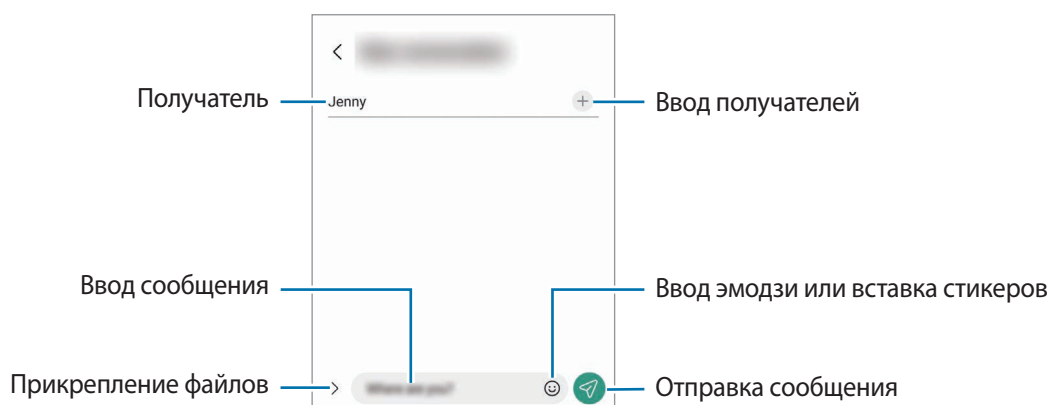 Получатель
Jenny
Ввод получателей
Ввод сообщения
Ввод эмодзи или вставка стикеров
Прикрепление файлов
Отправка сообщения